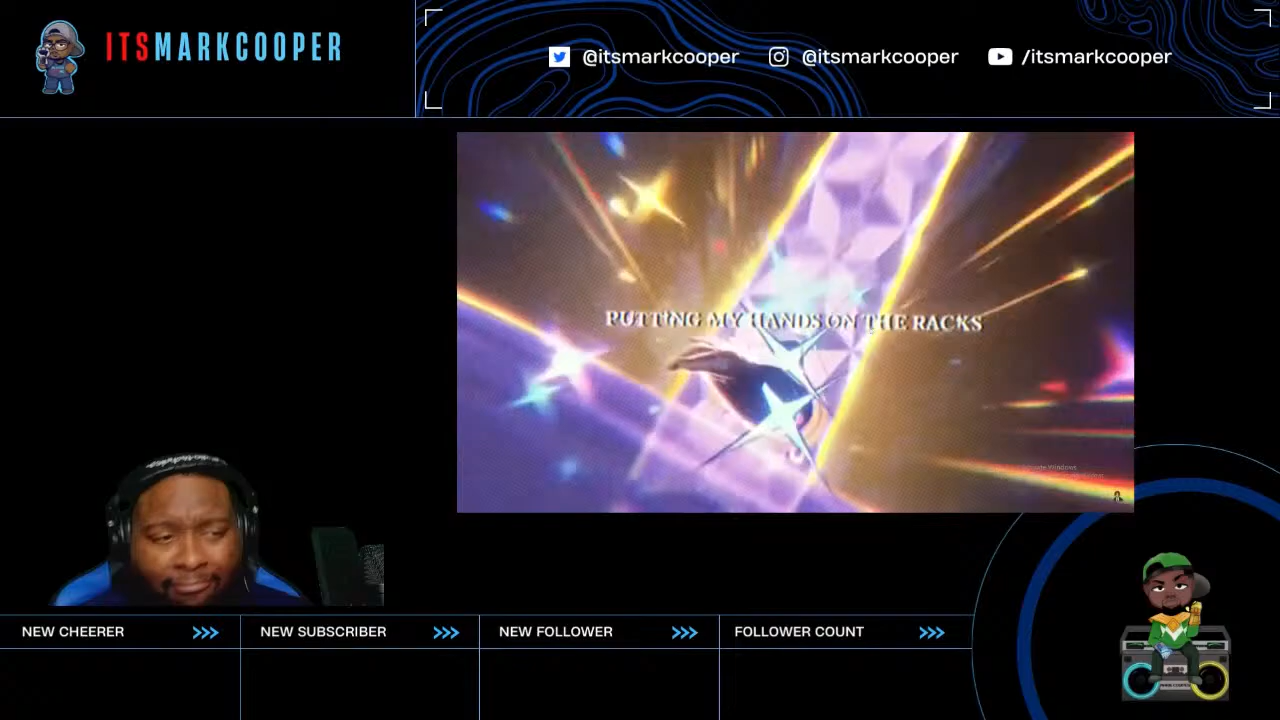 ITSMARKCOOPER
@itsmarkcooper
@itsmarkcooper
/itsmarkcooper
PUTTING MY HANDS ON THE RACKS
NEW CHEERER
NEW SUBSCRIBER
NEW FOLLOWER
FOLLOWER COUNT